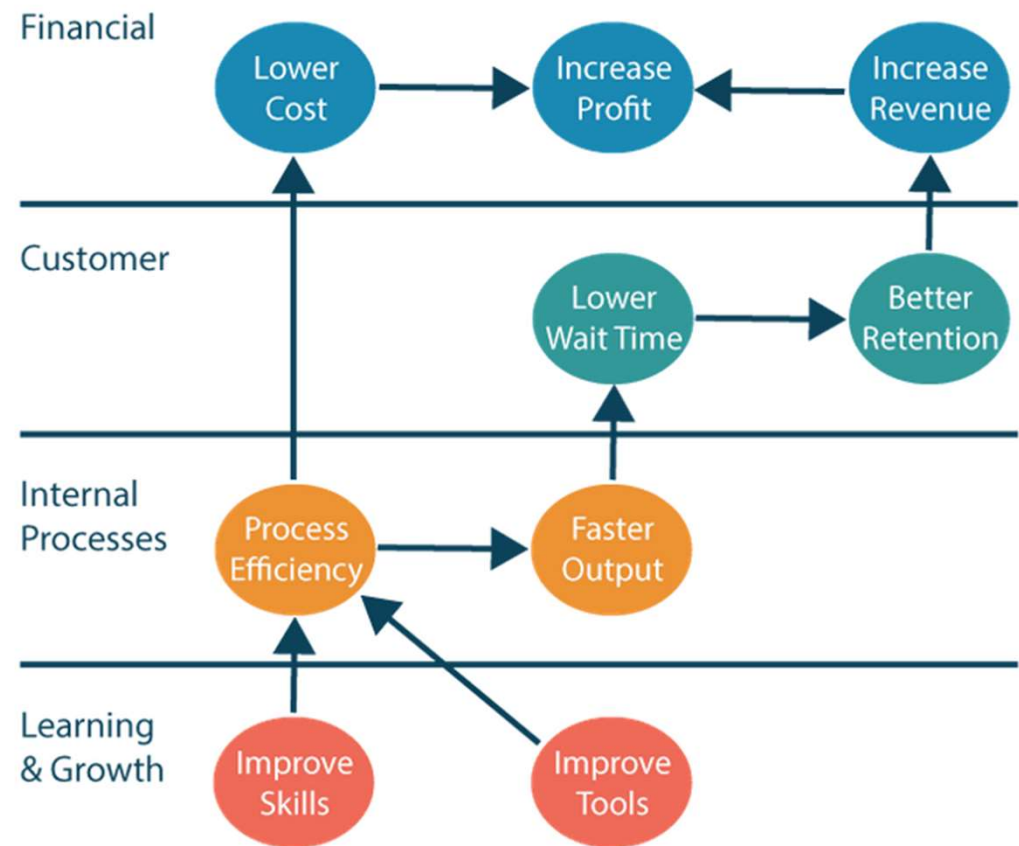 Financial
Lower
Cost
Increase
Profit
Increase
Revenue
Customer
Lower
Wait Time
Better
Retention
Internal
Processes
Process
Efficiency
Faster
Output
Learning
& Growth
Improve
Skills
Improve
Tools